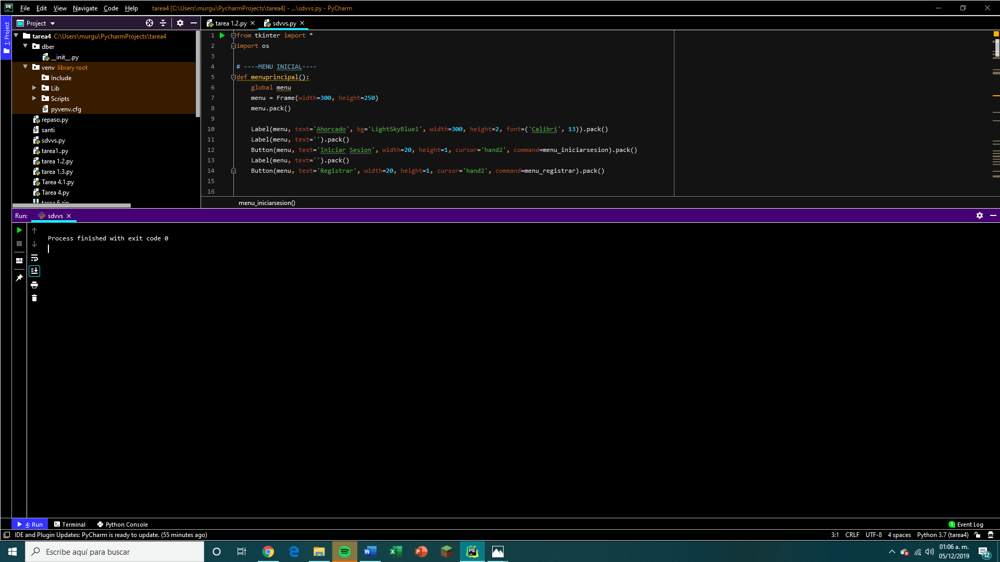 PE File Edit View Navigate Code Help tarea4 [C:\Users\murgu\PycharmProjects\tarea4] - ...\sdvvs.py - PyCharm
1: Project
Project
tarea4 C:\Users\murgu\PycharmProjects\tarea4
dber
__init__.py
venv library root
Include
Lib
Scripts
pyvenv.cfg
repaso.py
santi
sdvvs.py
tarea1..py
tarea 1.2.py
tarea 1.3.py
Tarea 4.1.py
Tarea 4.py
tarea 6.zip
tarea 1.2.py sdvvs.py
1 from tkinter import *
2 import os
3
4 # ----MENU INICIAL----
5 def menuprincipal():
6 global menu
7 menu = Frame(width=300, height=250)
8 menu.pack()
9
10 Label(menu, text='Ahorcado', bg='LightSkyBlue1', width=300, height=2, font=('Calibri', 13)).pack()
11 Label(menu, text='').pack()
12 Button(menu, text='Iniciar Sesion', width=20, height=1, cursor='hand2', command=menu_iniciarsesion).pack()
13 Label(menu, text='').pack()
14 Button(menu, text='Registrar', width=20, height=1, cursor='hand2', command=menu_registrar).pack()
15
16
menu_iniciarsesion()
Run: sdvvs
Process finished with exit code 0
4: Run Terminal Python Console 1 Event Log
IDE and Plugin Updates: PyCharm is ready to update. (55 minutes ago) 3:1 CRLF UTF-8 4 spaces Python 3.7 (tarea4)
Escribe aquí para buscar
01:06 a. m.
05/12/2019
12